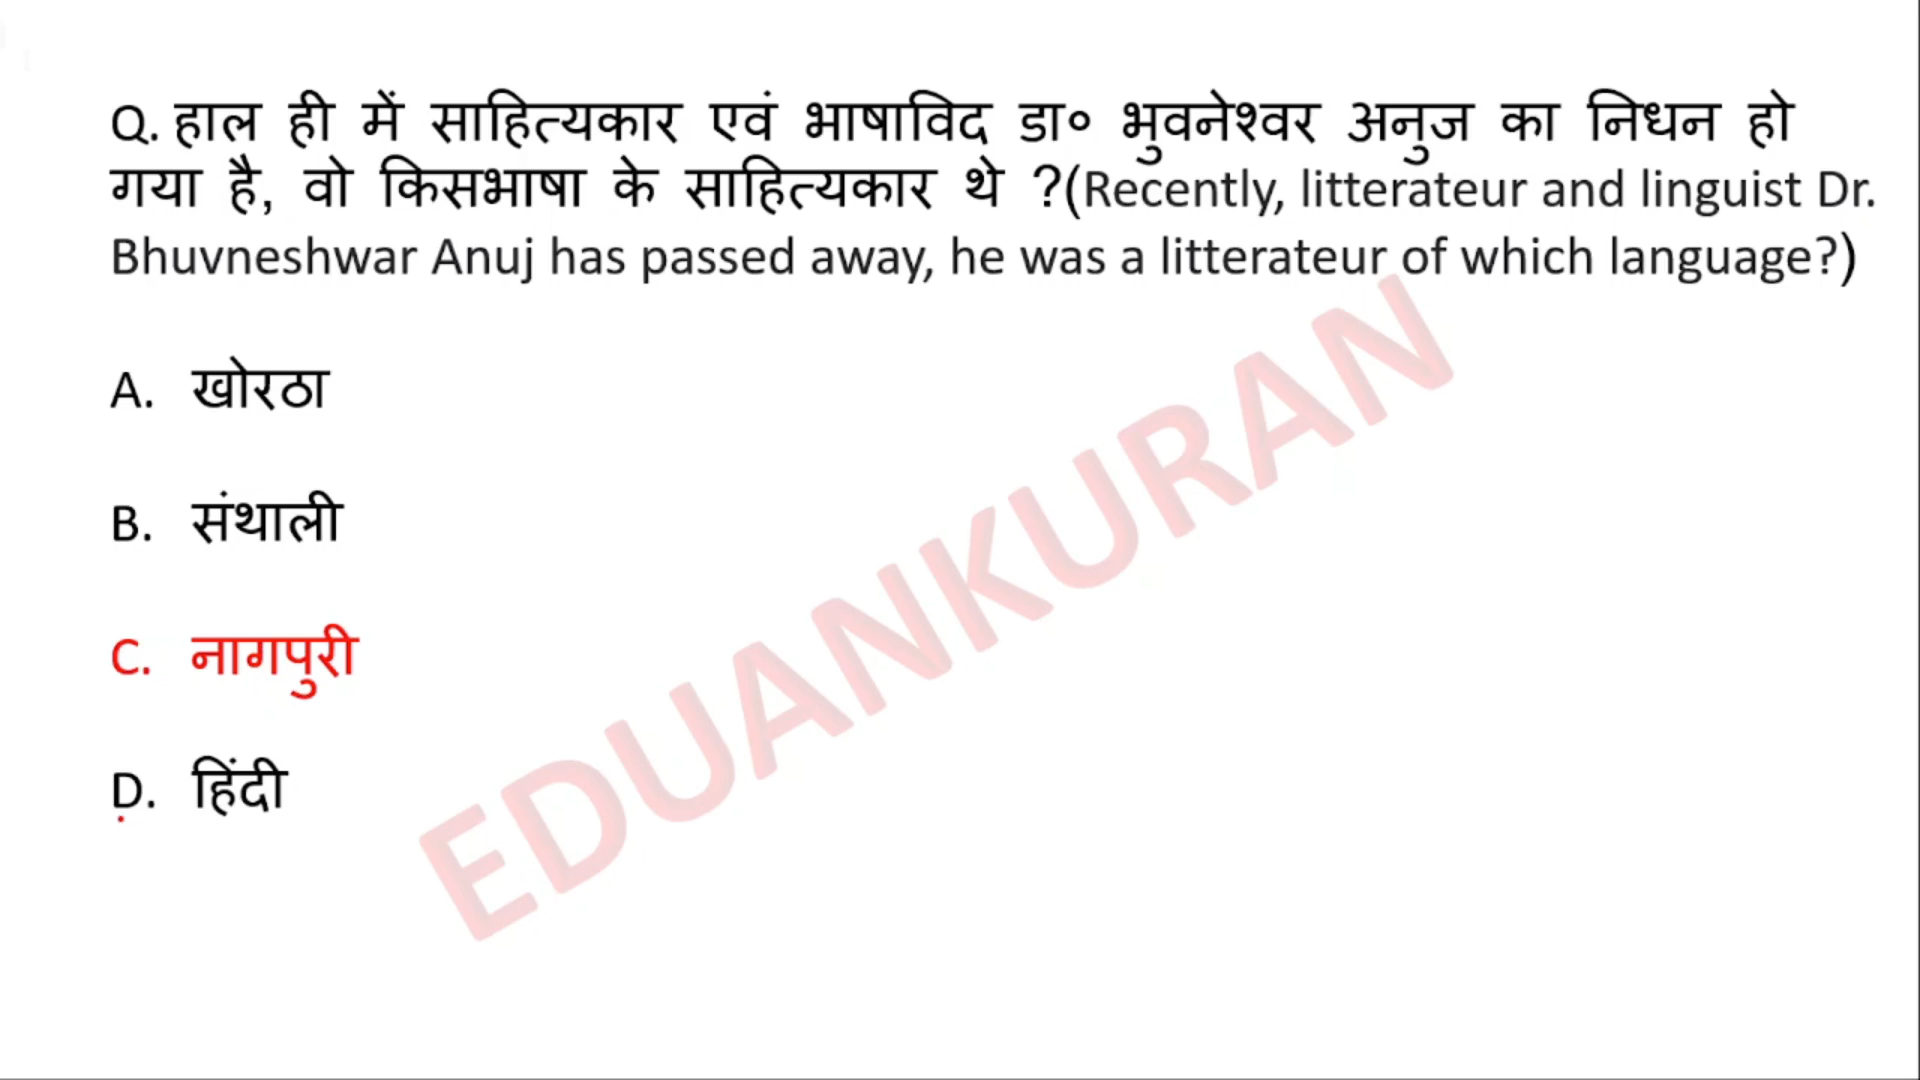 Q. हाल ही में साहित्यकार एवं भाषाविद डा० भुवनेश्वर अनुज का निधन हो
गया है, वो किसभाषा के साहित्यकार थे ?(Recently, litterateur and linguist Dr.
Bhuvneshwar Anuj has passed away, he was a litterateur of which language?)
A. खोरठा
B. संथाली
C. नागपुरी
D. हिंदी
EDUANKURAN